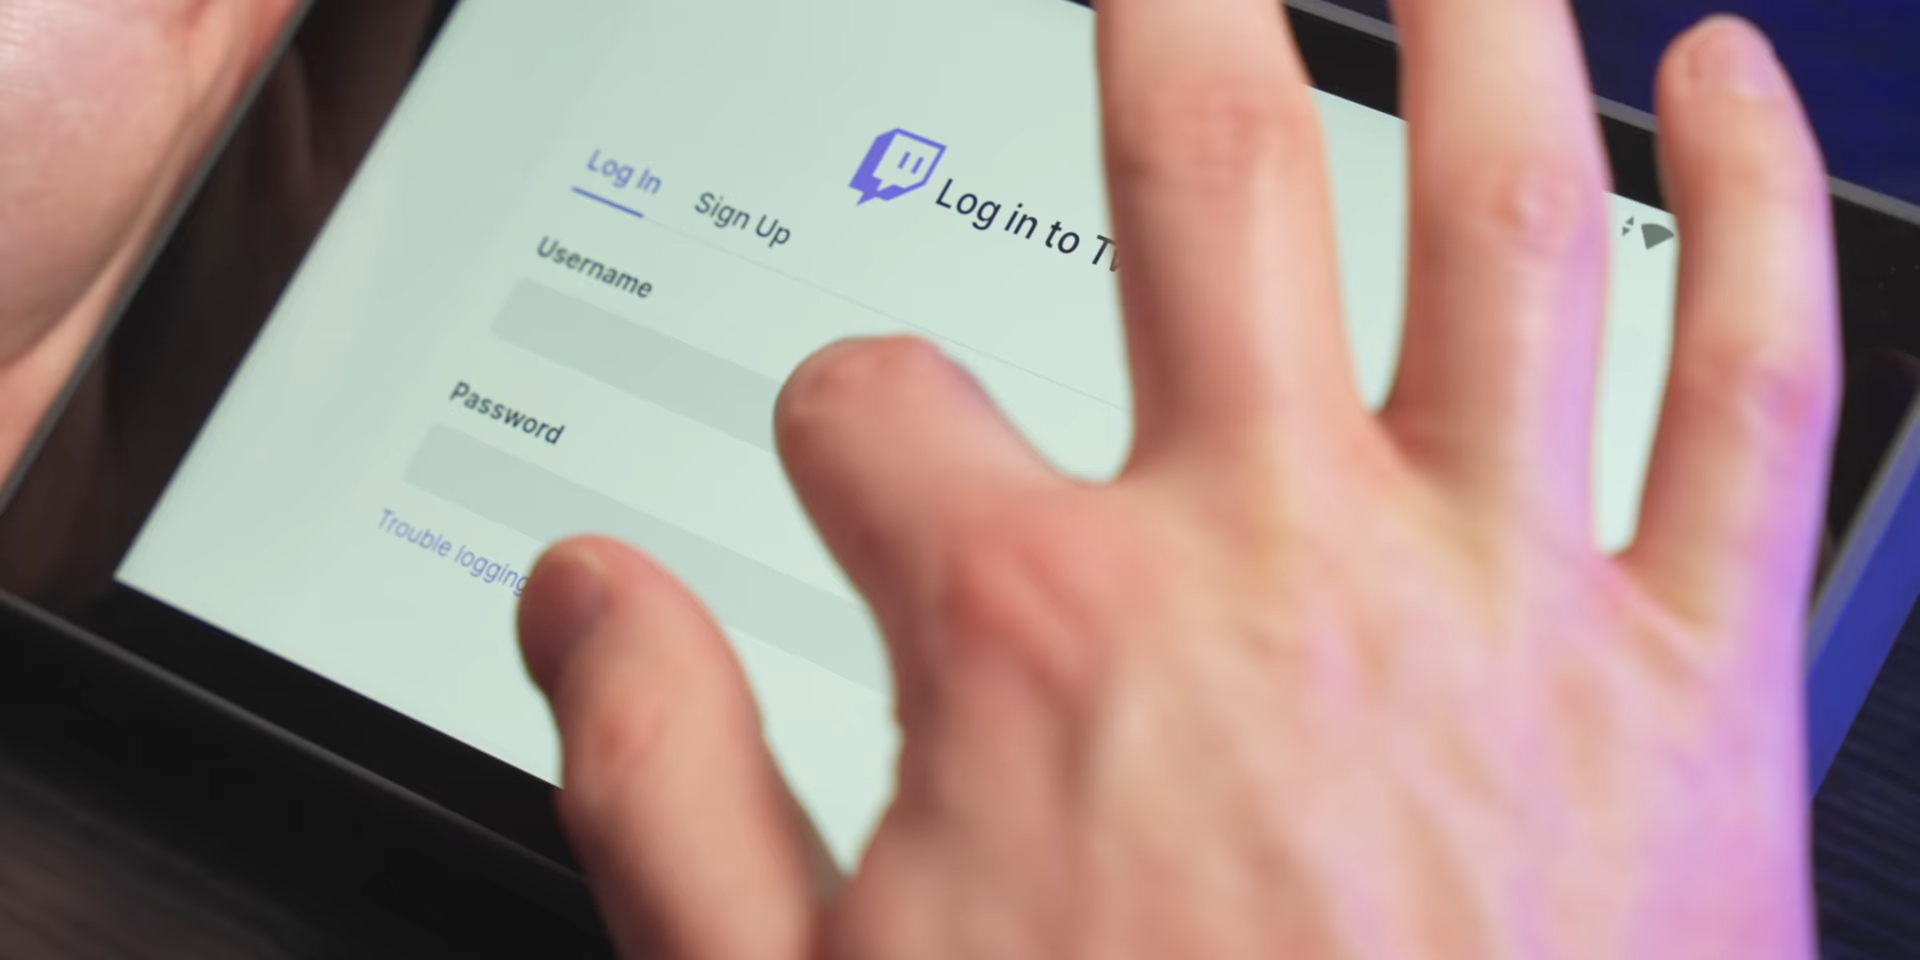 Log in to
Log In
Sign Up
Username
Password
Trouble logging